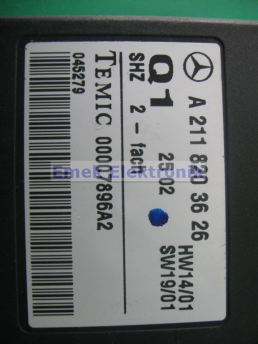 A 211 820 36 26
HW14/01
SW19/01
Q1
25.02
SHZ 2-fach
TEMIC 00007896A2
045279
Emek Elektronik